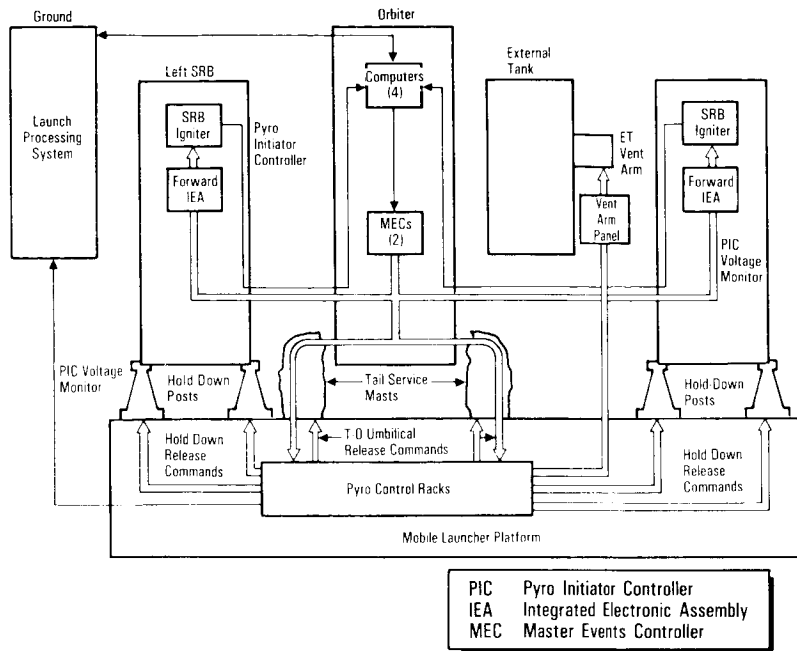 Ground
Orbiter
Left SRB
External
Tank
Computers
(4)
Launch
Processing
System
SRB
Igniter
Pyro
Initiator
Controller
Forward
IEA
MECs
(2)
ET
Vent
Arm
Vent
Arm
Panel
SRB
Igniter
Forward
IEA
PIC
Voltage
Monitor
PIC Voltage
Monitor
Hold Down
Posts
Tail Service
Masts
Hold-Down
Posts
Hold Down
Release
Commands
T-0 Umbilical
Release Commands
Hold Down
Release
Commands
Pyro Control Racks
Mobile Launcher Platform
PIC Pyro Initiator Controller
IEA Integrated Electronic Assembly
MEC Master Events Controller